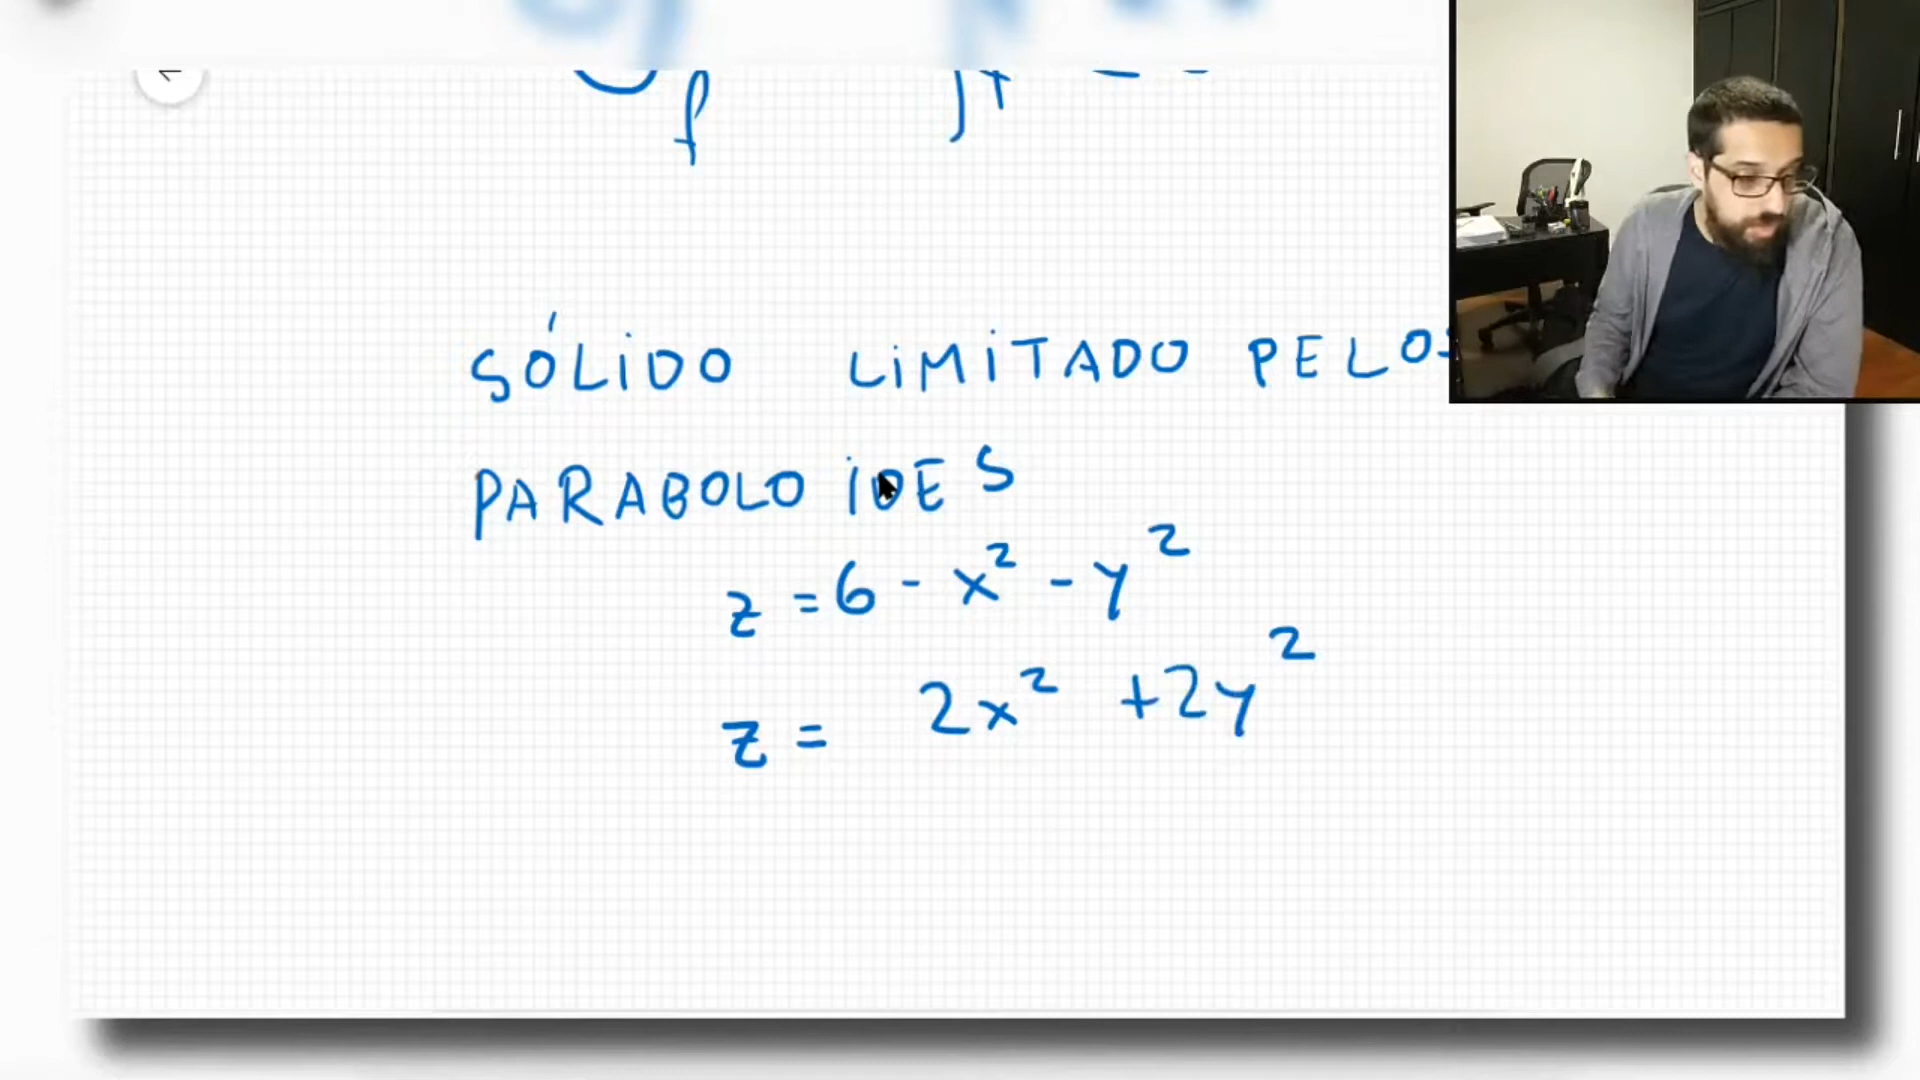 SÓLIDO LIMITADO PELOS
PARABOLOIDES
z = 6 - x² - y²
z = 2x² + 2y²